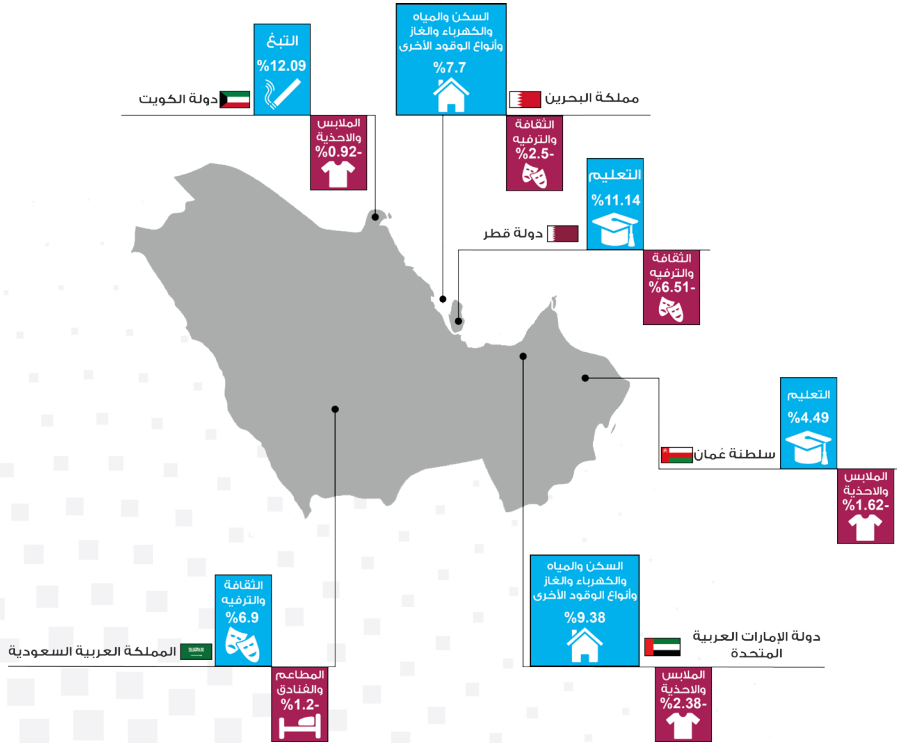 السكن والمياه
والكهرباء والغاز
وأنواع الوقود الأخرى
%7.7
مملكة البحرين
الثقافة
والترفيه
%2.5-
التبغ
%12.09
دولة الكويت
الملابس
والاحذية
%0.92-
التعليم
%11.14
دولة قطر
الثقافة
والترفيه
%6.51-
التعليم
%4.49
سلطنة عُمان
الملابس
والاحذية
%1.62-
السكن والمياه
والكهرباء والغاز
وأنواع الوقود الأخرى
%9.38
دولة الإمارات العربية
المتحدة
الملابس
والاحذية
%2.38-
الثقافة
والترفيه
%6.9
المملكة العربية السعودية
المطاعم
والفنادق
%1.2-